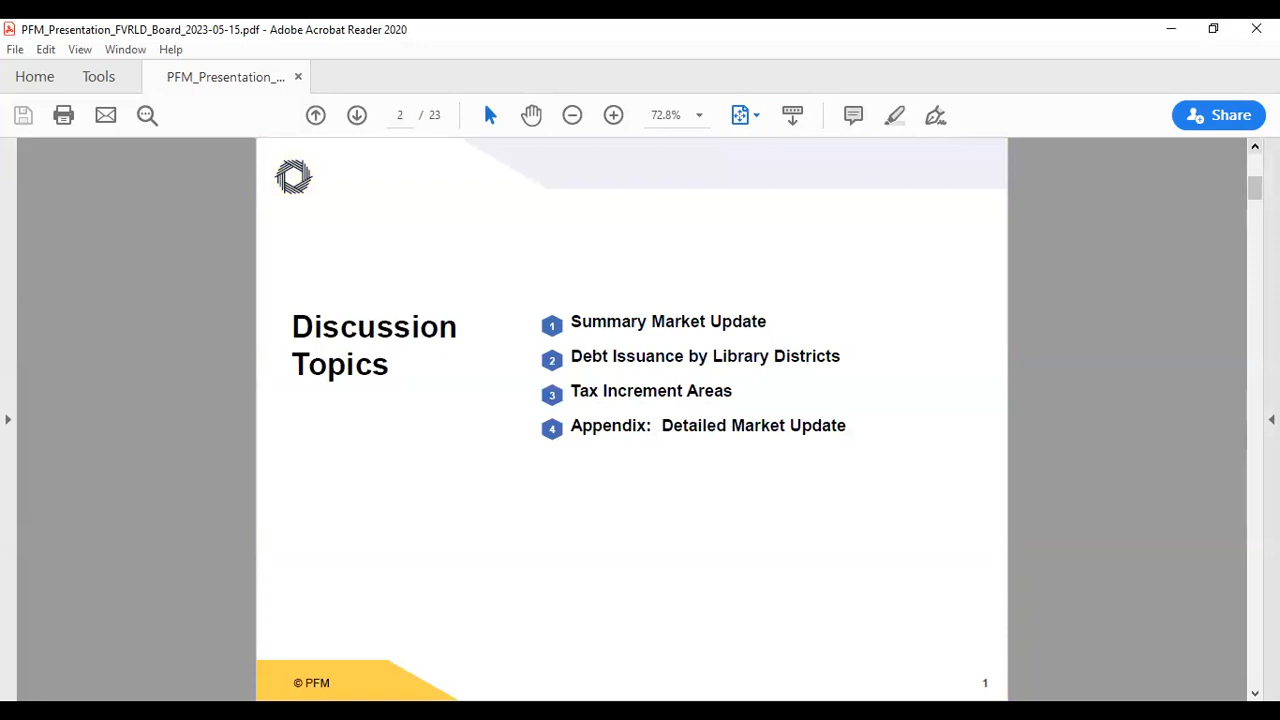 PFM_Presentation_FVRLD_Board_2023-05-15.pdf - Adobe Acrobat Reader 2020
File Edit View Window Help
Home Tools PFM_Presentation_... ×
2 / 23 72.8% Share
Discussion
Topics
1 Summary Market Update
2 Debt Issuance by Library Districts
3 Tax Increment Areas
4 Appendix: Detailed Market Update
© PFM 1